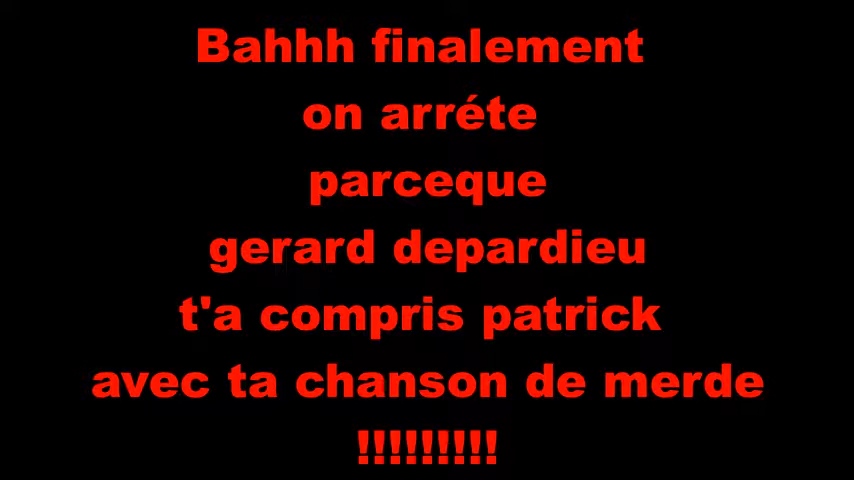 Bahhh finalement
on arréte
parceque
gerard depardieu
t'a compris patrick
avec ta chanson de merde
!!!!!!!!!